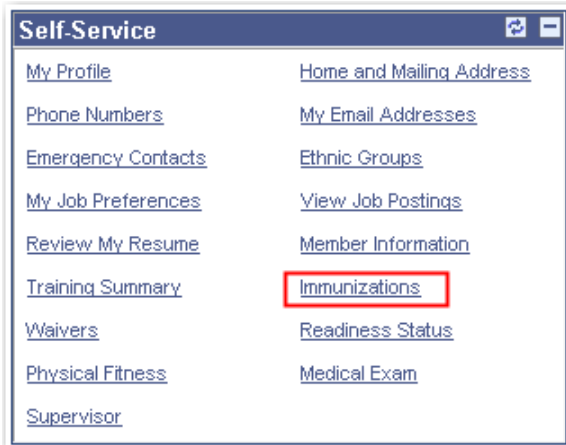 Self-Service
My Profile
Home and Mailing Address
Phone Numbers
My Email Addresses
Emergency Contacts
Ethnic Groups
My Job Preferences
View Job Postings
Review My Resume
Member Information
Training Summary
Immunizations
Waivers
Readiness Status
Physical Fitness
Medical Exam
Supervisor